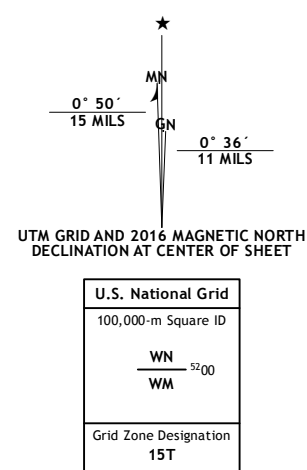 ★
MN
0° 50´
15 MILS
GN
0° 36´
11 MILS
UTM GRID AND 2016 MAGNETIC NORTH
DECLINATION AT CENTER OF SHEET
U.S. National Grid
100,000-m Square ID
WN
5200
WM
Grid Zone Designation
15T